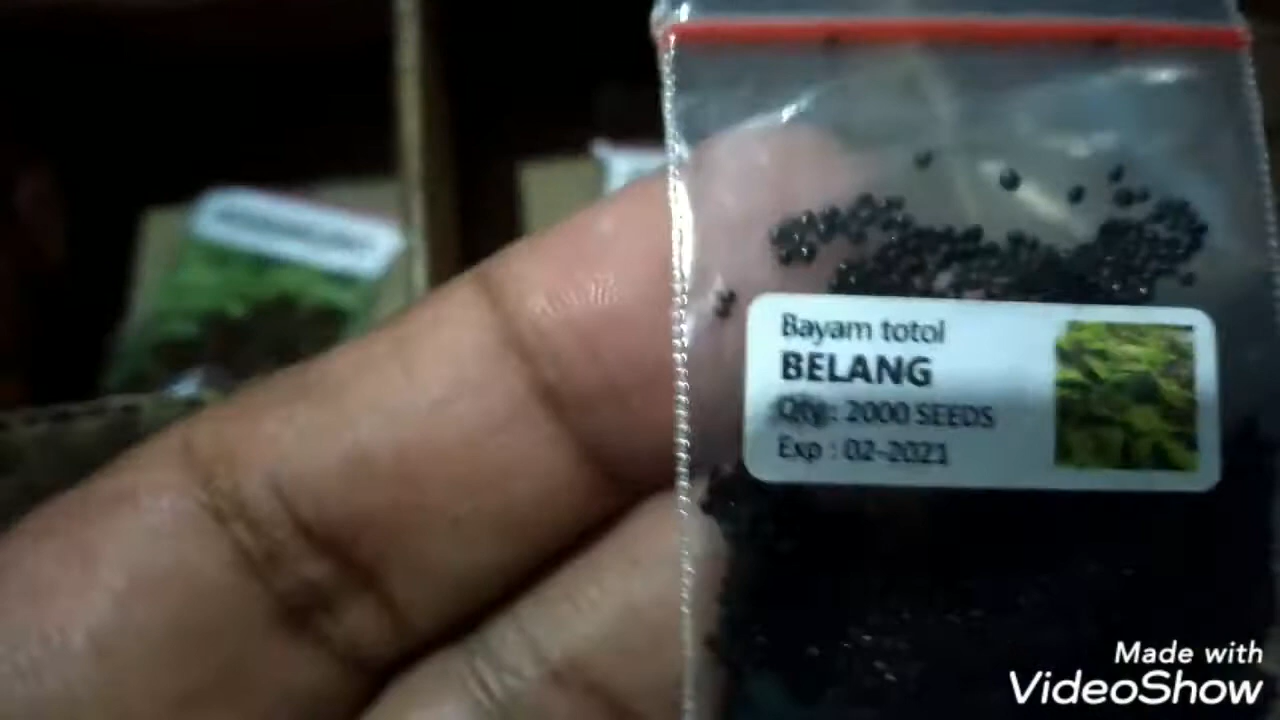 Bayam totol
BELANG
Qty : 2000 SEEDS
Exp : 02-2021
Made with
VideoShow